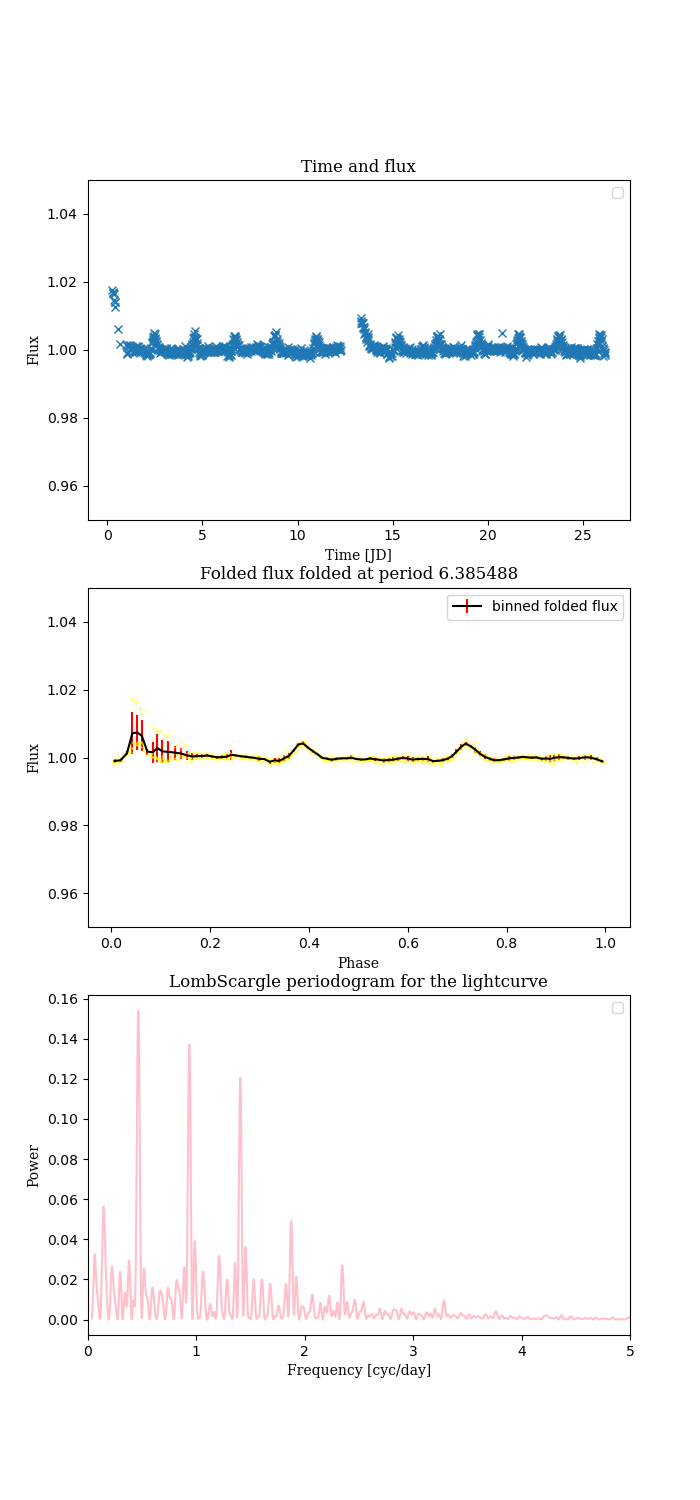 Time and flux
1.04
1.02
1.00
0.98
0.96
Flux
0 5 10 15 20 25
Time [JD]
Folded flux folded at period 6.385488
binned folded flux
1.04
1.02
1.00
0.98
0.96
Flux
0.0 0.2 0.4 0.6 0.8 1.0
Phase
LombScargle periodogram for the lightcurve
0.16
0.14
0.12
0.10
0.08
0.06
0.04
0.02
0.00
Power
0 1 2 3 4 5
Frequency [cyc/day]